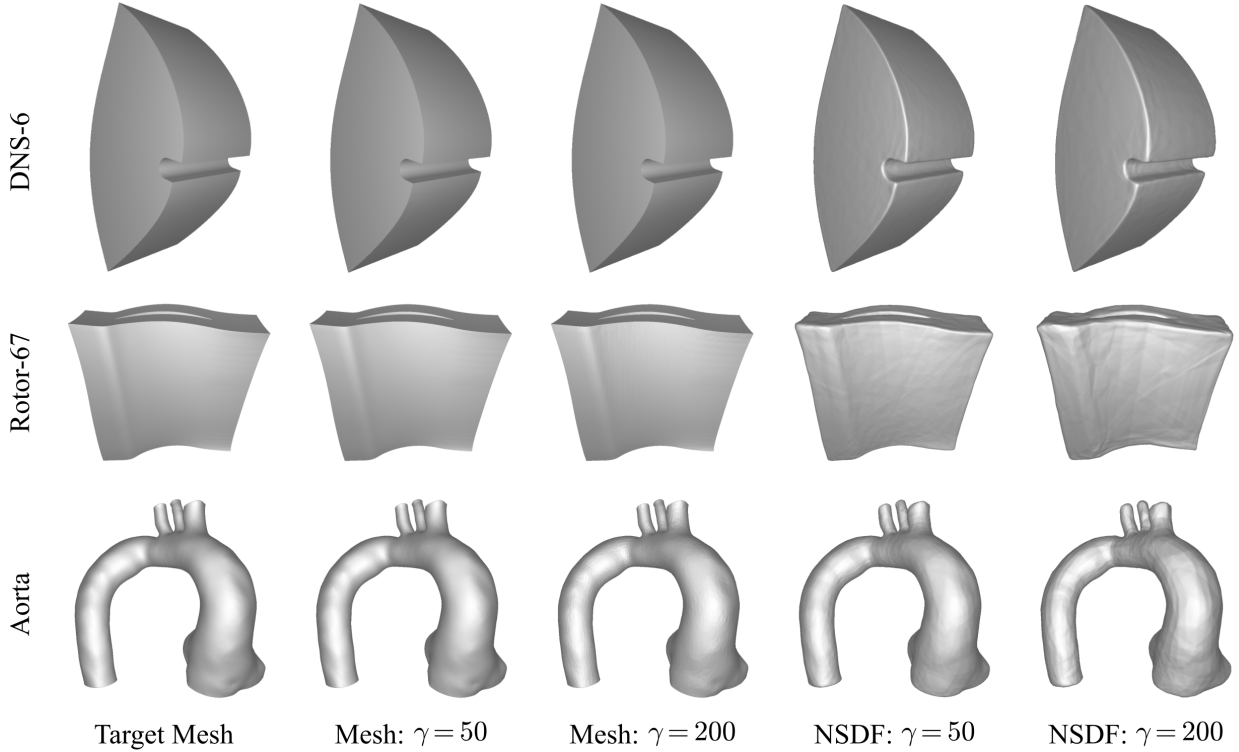 DNS-6
Rotor-67
Aorta
Target Mesh
Mesh: γ = 50
Mesh: γ = 200
NSDF: γ = 50
NSDF: γ = 200